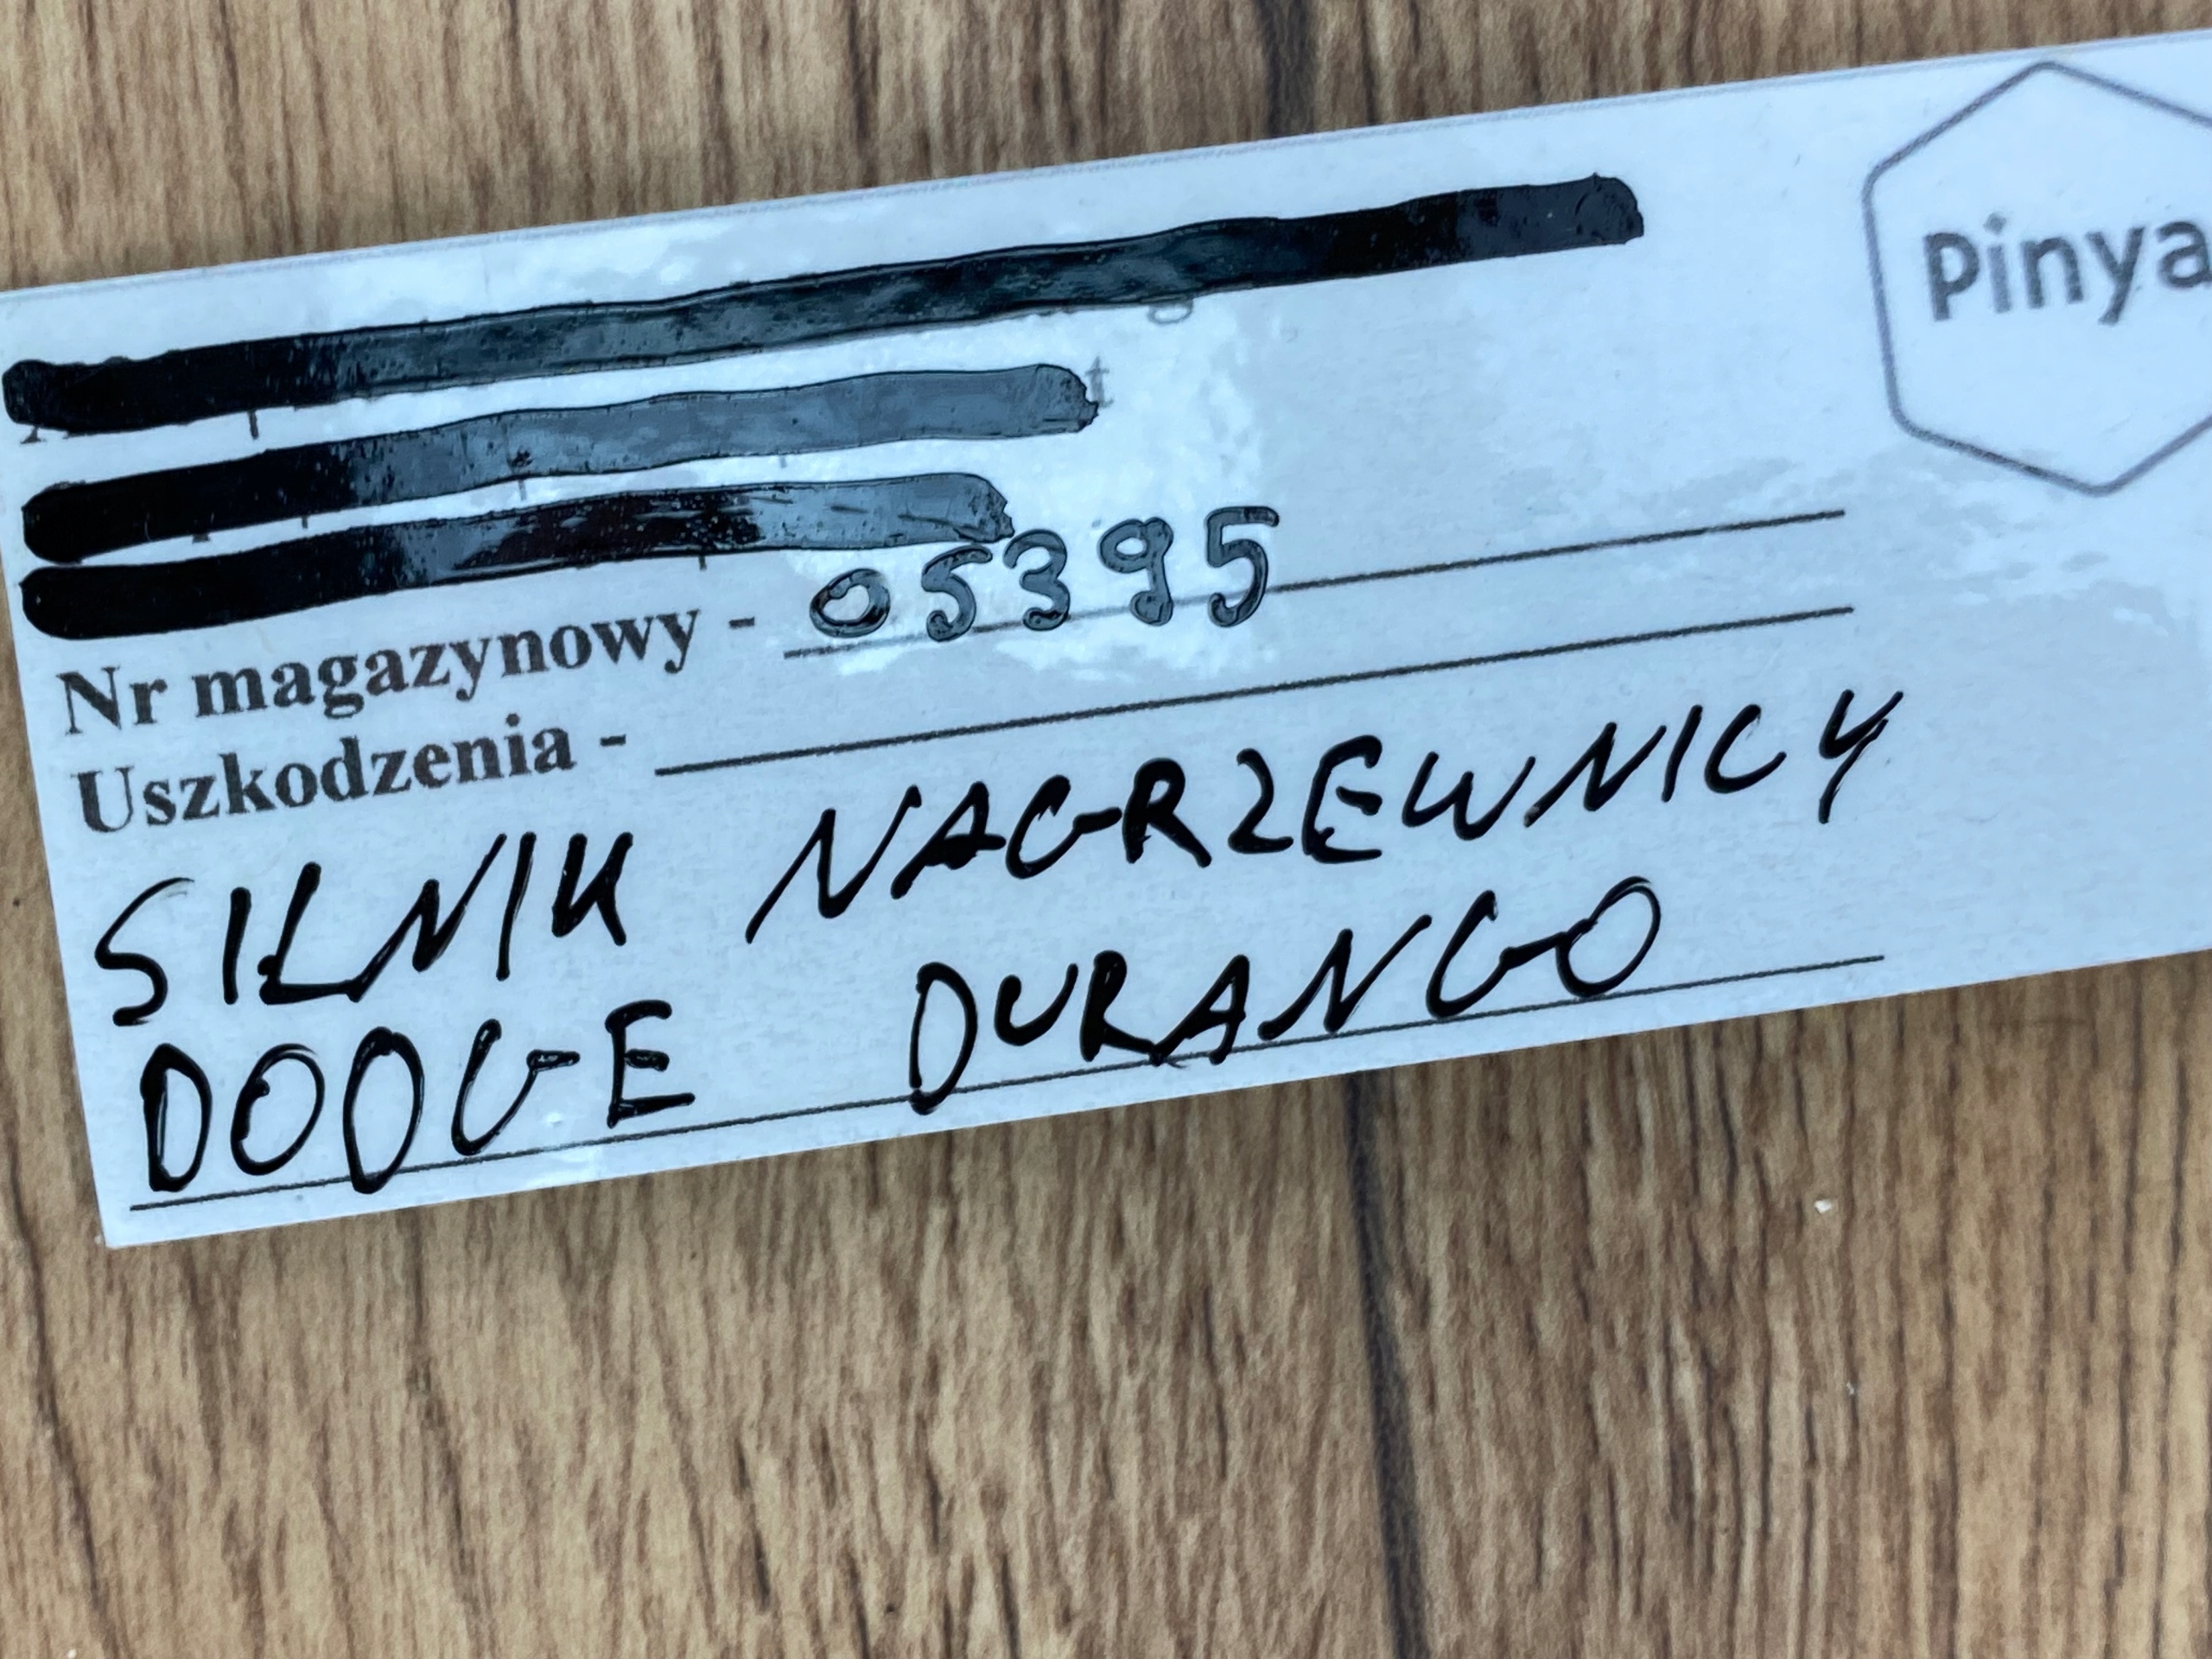 Pinya
Nr magazynowy - 05395
Uszkodzenia -
SILNIK NAGRZEWNICY
DODGE DURANGO